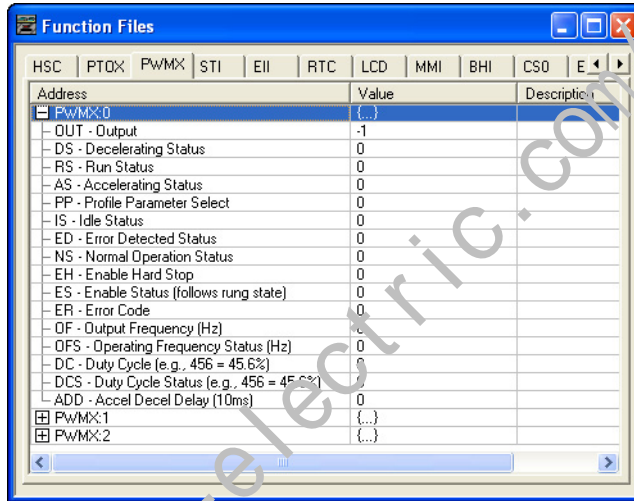 Function Files
HSC PTOX PWMX STI EII RTC LCD MMI BHI CS0 E
Address Value Description
PWMX:0 {...}
OUT - Output -1
DS - Decelerating Status 0
RS - Run Status 0
AS - Accelerating Status 0
PP - Profile Parameter Select 0
IS - Idle Status 0
ED - Error Detected Status 0
NS - Normal Operation Status 0
EH - Enable Hard Stop 0
ES - Enable Status (follows rung state) 0
ER - Error Code 0
OF - Output Frequency (Hz) 0
OFS - Operating Frequency Status (Hz) 0
DC - Duty Cycle (e.g., 456 = 45.6%) 0
DCS - Duty Cycle Status (e.g., 456 = 45.6%) 0
ADD - Accel Decel Delay (10ms) 0
PWMX:1 {...}
PWMX:2 {...}
electric.com